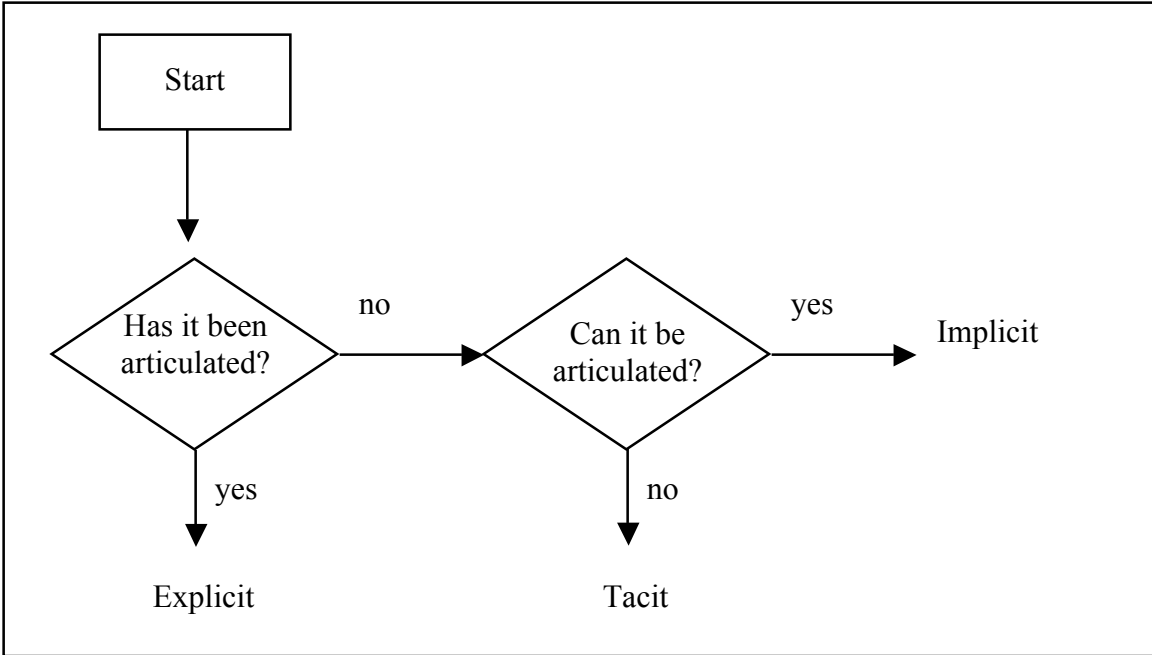 Start
Has it been
articulated?
no
Can it be
articulated?
yes
Implicit
yes
no
Explicit
Tacit